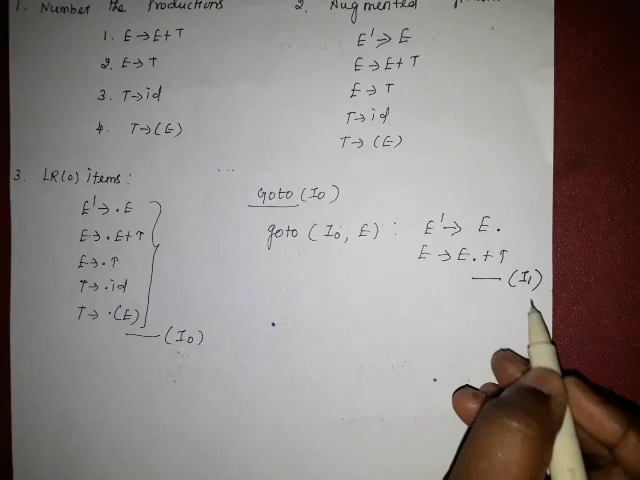 1. Number the Productions
1. E→E+T
2. E→T
3. T→id
4. T→(E)
2. Augmented
E'→E
E→E+T
E→T
T→id
T→(E)
3. LR(0) items:
E'→.E
E→.E+T
E→.T
T→.id
T→.(E)
—(I₀)
Goto (I₀)
goto (I₀, E) : E'→ E.
E→E.+T
—(I₁)